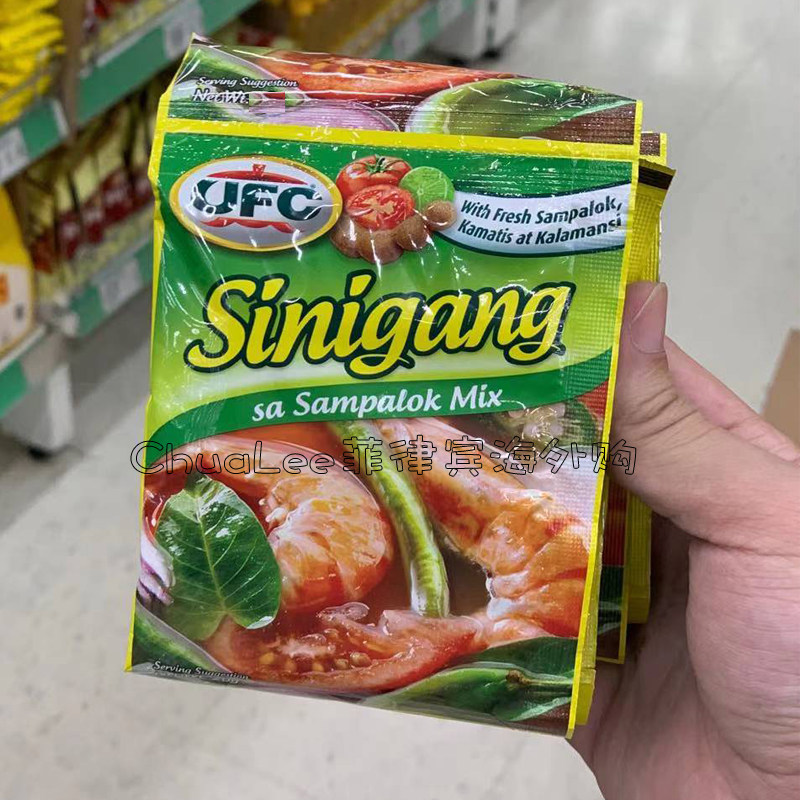 Serving Suggestion
Net Wt.
UFC
With Fresh Sampalok,
Kamatis at Kalamansi
Sinigang
sa Sampalok Mix
ChuaLee菲律宾海外购
Serving Suggestion